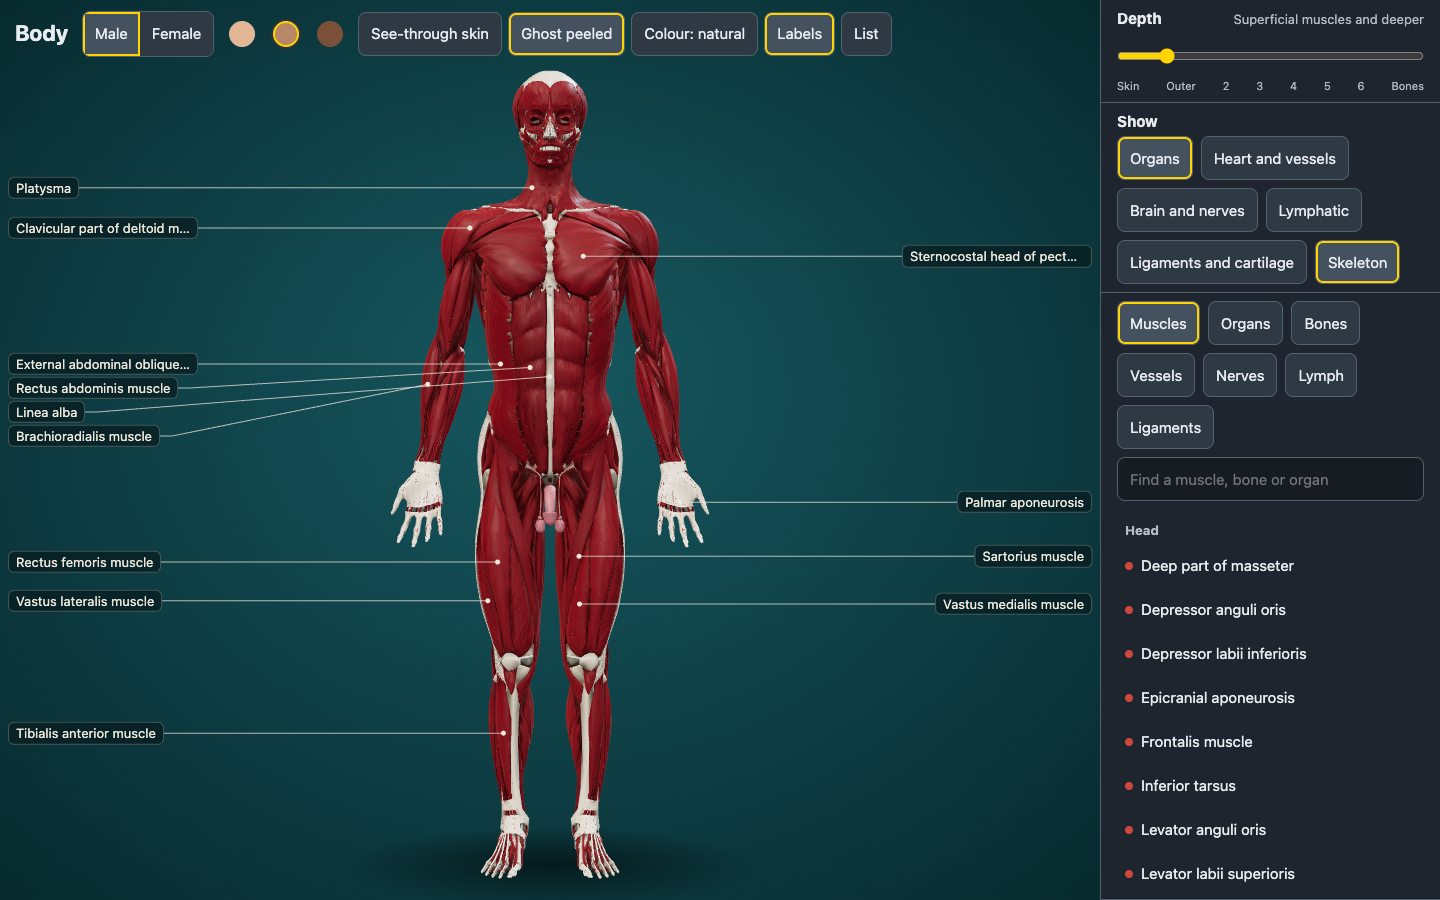 Body
Male
Female
See-through skin
Ghost peeled
Colour: natural
Labels
List
Platysma
Clavicular part of deltoid m...
Sternocostal head of pect...
External abdominal oblique...
Rectus abdominis muscle
Linea alba
Brachioradialis muscle
Palmar aponeurosis
Rectus femoris muscle
Sartorius muscle
Vastus lateralis muscle
Vastus medialis muscle
Tibialis anterior muscle
Depth
Superficial muscles and deeper
Skin Outer 2 3 4 5 6 Bones
Show
Organs
Heart and vessels
Brain and nerves
Lymphatic
Ligaments and cartilage
Skeleton
Muscles
Organs
Bones
Vessels
Nerves
Lymph
Ligaments
Find a muscle, bone or organ
Head
Deep part of masseter
Depressor anguli oris
Depressor labii inferioris
Epicranial aponeurosis
Frontalis muscle
Inferior tarsus
Levator anguli oris
Levator labii superioris